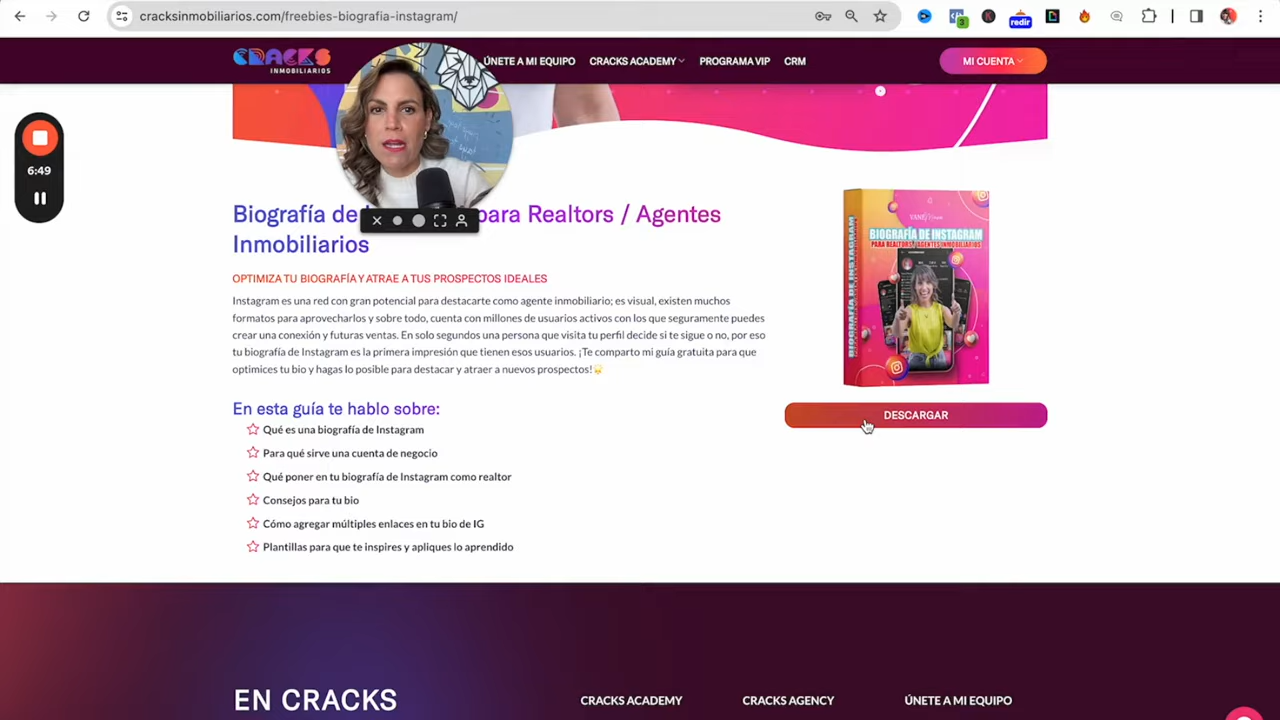 cracksinmobiliarios.com/freebies-biografia-instagram/
3
redir
CRACKS
INMOBILIARIOS
ÚNETE A MI EQUIPO
CRACKS ACADEMY
PROGRAMA VIP
CRM
MI CUENTA
6:49
Biografía de para Realtors / Agentes
Inmobiliarios
OPTIMIZA TU BIOGRAFÍA Y ATRAE A TUS PROSPECTOS IDEALES
Instagram es una red con gran potencial para destacarte como agente inmobiliario; es visual, existen muchos
formatos para aprovecharlos y sobre todo, cuenta con millones de usuarios activos con los que seguramente puedes
crear una conexión y futuras ventas. En solo segundos una persona que visita tu perfil decide si te sigue o no, por eso
tu biografía de Instagram es la primera impresión que tienen esos usuarios. ¡Te comparto mi guía gratuita para que
optimices tu bio y hagas lo posible para destacar y atraer a nuevos prospectos!
BIOGRAFÍA DE INSTAGRAM
PARA REALTORS / AGENTES INMOBILIARIOS
BIOGRAFÍA DE INSTAGRAM
DESCARGAR
En esta guía te hablo sobre:
Qué es una biografía de Instagram
Para qué sirve una cuenta de negocio
Qué poner en tu biografía de Instagram como realtor
Consejos para tu bio
Cómo agregar múltiples enlaces en tu bio de IG
Plantillas para que te inspires y apliques lo aprendido
EN CRACKS
CRACKS ACADEMY
CRACKS AGENCY
ÚNETE A MI EQUIPO